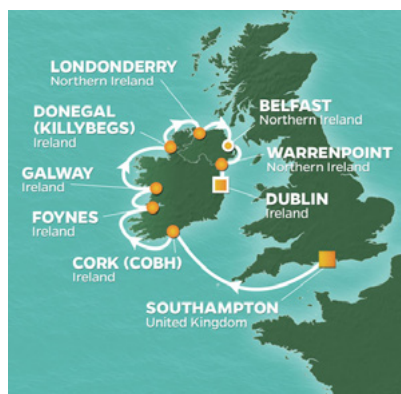 LONDONDERRY
Northern Ireland
DONEGAL
(KILLYBEGS)
Ireland
BELFAST
Northern Ireland
GALWAY
Ireland
WARRENPOINT
Northern Ireland
FOYNES
Ireland
DUBLIN
Ireland
CORK (COBH)
Ireland
SOUTHAMPTON
United Kingdom